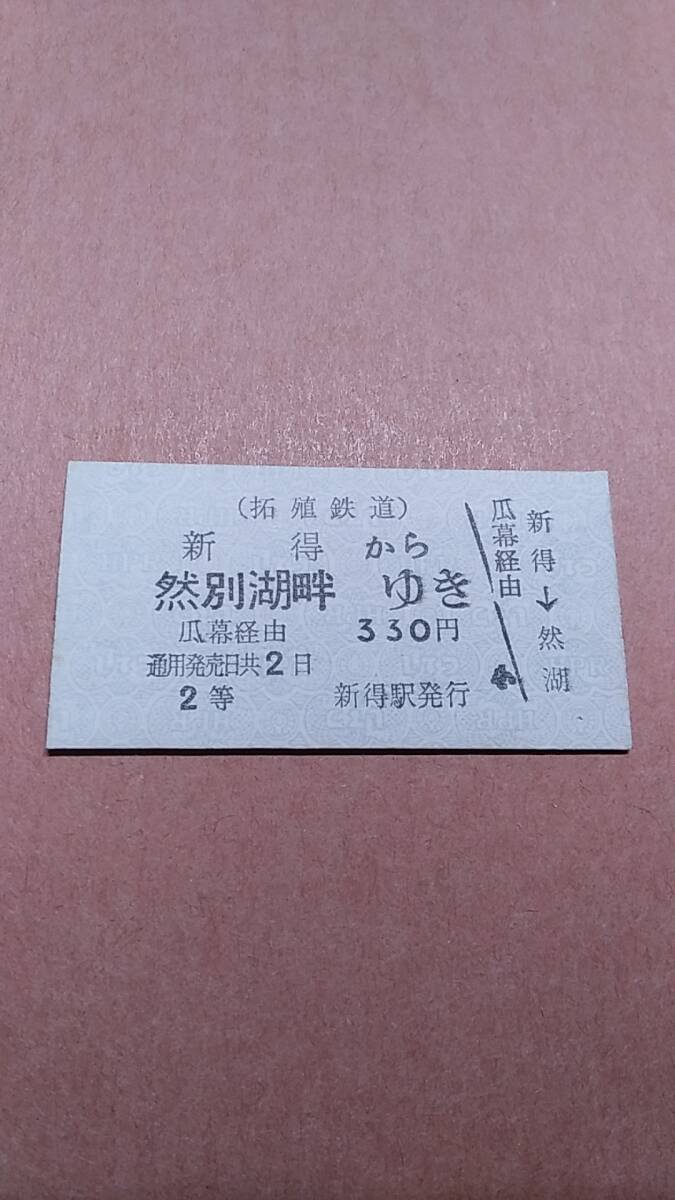 (拓殖鉄道)
新得から
然別湖畔 ゆき
瓜幕経由 330円
通用発売日共2日
2等 新得駅発行
新得→然湖
瓜幕経由
小